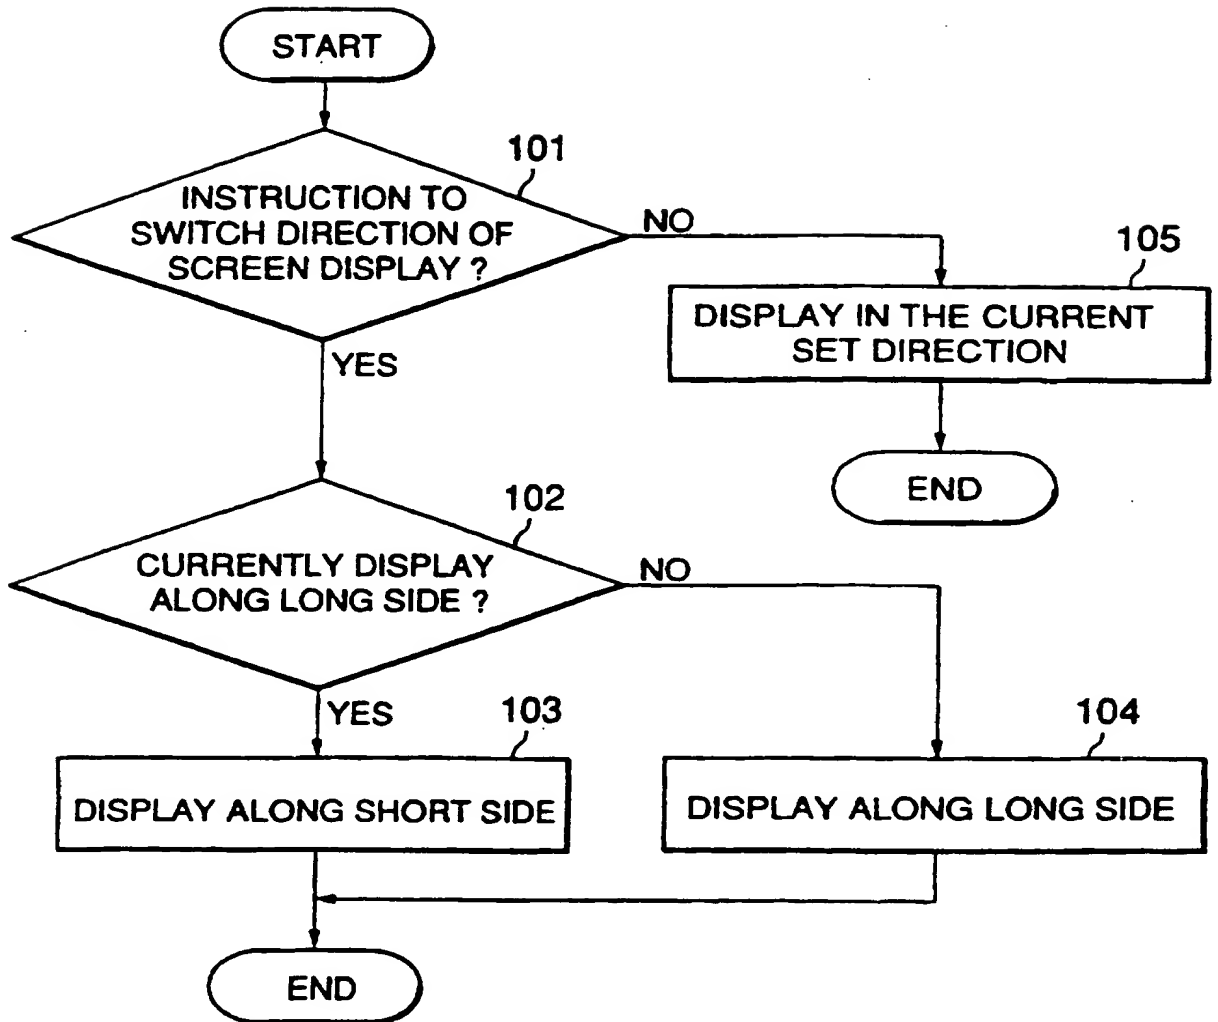 START
101
INSTRUCTION TO
SWITCH DIRECTION OF
SCREEN DISPLAY ?
NO
105
DISPLAY IN THE CURRENT
SET DIRECTION
YES
END
102
CURRENTLY DISPLAY
ALONG LONG SIDE ?
NO
YES
103
104
DISPLAY ALONG SHORT SIDE
DISPLAY ALONG LONG SIDE
END